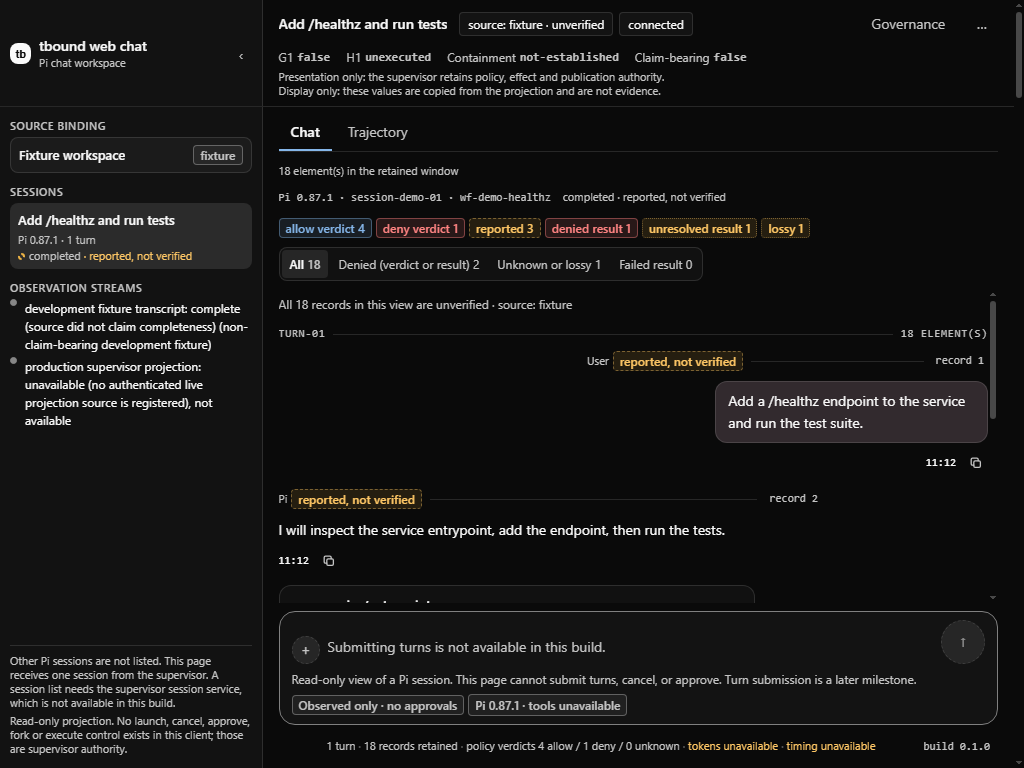 tb
tbound web chat
Pi chat workspace
‹
SOURCE BINDING
Fixture workspace
fixture
SESSIONS
Add /healthz and run tests
Pi 0.87.1 · 1 turn
completed · reported, not verified
OBSERVATION STREAMS
development fixture transcript: complete
(source did not claim completeness) (non-
claim-bearing development fixture)
production supervisor projection:
unavailable (no authenticated live
projection source is registered), not
available
Other Pi sessions are not listed. This page
receives one session from the supervisor. A
session list needs the supervisor session service,
which is not available in this build.
Read-only projection. No launch, cancel, approve,
fork or execute control exists in this client; those
are supervisor authority.
Add /healthz and run tests
source: fixture · unverified
connected
Governance
...
G1 false H1 unexecuted Containment not-established Claim-bearing false
Presentation only: the supervisor retains policy, effect and publication authority.
Display only: these values are copied from the projection and are not evidence.
Chat
Trajectory
18 element(s) in the retained window
Pi 0.87.1 · session-demo-01 · wf-demo-healthz completed · reported, not verified
allow verdict 4
deny verdict 1
reported 3
denied result 1
unresolved result 1
lossy 1
All 18
Denied (verdict or result) 2
Unknown or lossy 1
Failed result 0
All 18 records in this view are unverified · source: fixture
TURN-01
18 ELEMENT(S)
User reported, not verified
record 1
Add a /healthz endpoint to the service
and run the test suite.
11:12
Pi reported, not verified
record 2
I will inspect the service entrypoint, add the endpoint, then run the tests.
11:12
+
Submitting turns is not available in this build.
↑
Read-only view of a Pi session. This page cannot submit turns, cancel, or approve. Turn submission is a later milestone.
Observed only · no approvals
Pi 0.87.1 · tools unavailable
1 turn · 18 records retained · policy verdicts 4 allow / 1 deny / 0 unknown · tokens unavailable · timing unavailable
build 0.1.0